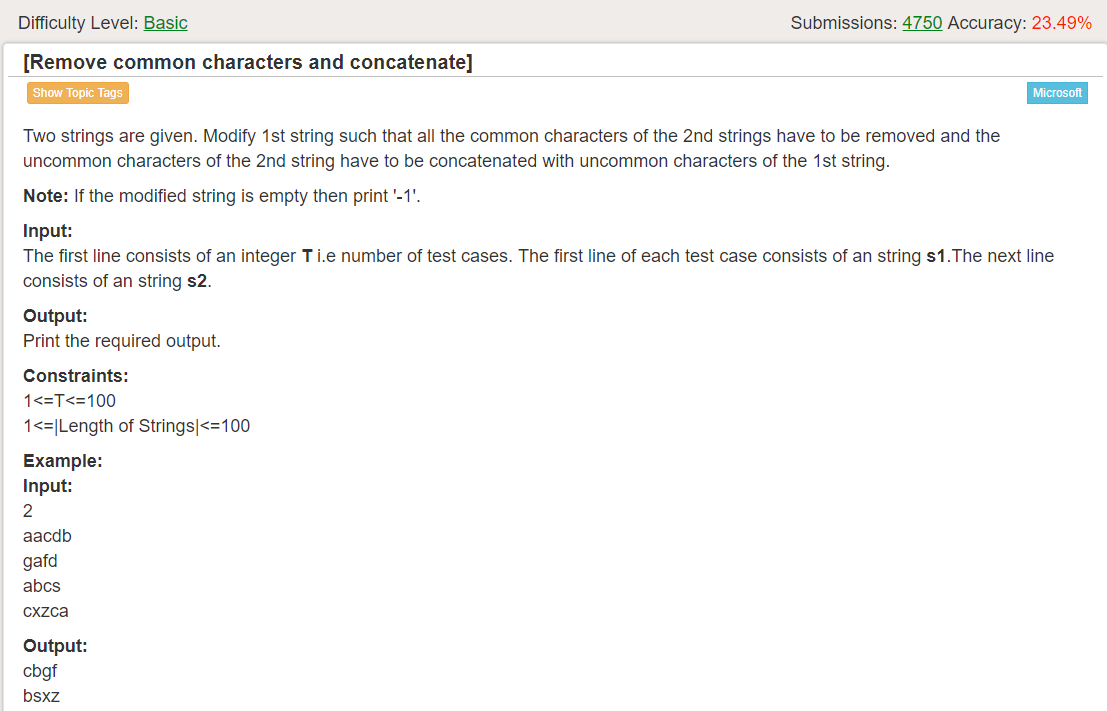 Difficulty Level: Basic Submissions: 4750 Accuracy: 23.49%
[Remove common characters and concatenate]
Show Topic Tags Microsoft
Two strings are given. Modify 1st string such that all the common characters of the 2nd strings have to be removed and the
uncommon characters of the 2nd string have to be concatenated with uncommon characters of the 1st string.
Note: If the modified string is empty then print '-1'.
Input:
The first line consists of an integer T i.e number of test cases. The first line of each test case consists of an string s1.The next line
consists of an string s2.
Output:
Print the required output.
Constraints:
1<=T<=100
1<=|Length of Strings|<=100
Example:
Input:
2
aacdb
gafd
abcs
cxzca
Output:
cbgf
bsxz